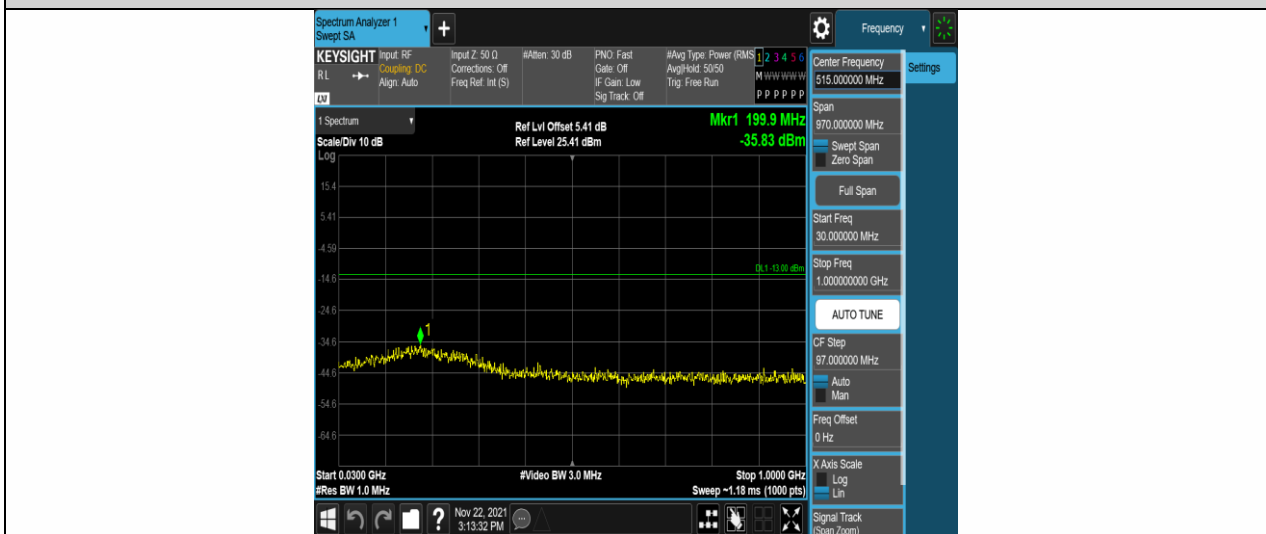 Spectrum Analyzer 1
Swept SA
+
Frequency
KEYSIGHT
Input: RF
Input Z: 50 Ω
#Atten: 30 dB
PNO: Fast
#Avg Type: Power (RMS
1 2 3 4 5 6
RL
Coupling: DC
Corrections: Off
Gate: Off
Avg|Hold: 50/50
M W W W W W
Align: Auto
Freq Ref: Int (S)
IF Gain: Low
Trig: Free Run
Sig Track: Off
P P P P P P
1 Spectrum
Ref Lvl Offset 5.41 dB
Mkr1 199.9 MHz
Scale/Div 10 dB
Ref Level 25.41 dBm
-35.83 dBm
Log
15.4
5.41
-4.59
DL1 -13.00 dBm
-14.6
-24.6
1
-34.6
-44.6
-54.6
-64.6
Start 0.0300 GHz
#Video BW 3.0 MHz
Stop 1.0000 GHz
#Res BW 1.0 MHz
Sweep ~1.18 ms (1000 pts)
?
Nov 22, 2021
3:13:32 PM
Center Frequency
515.000000 MHz
Settings
Span
970.000000 MHz
Swept Span
Zero Span
Full Span
Start Freq
30.000000 MHz
Stop Freq
1.000000000 GHz
AUTO TUNE
CF Step
97.000000 MHz
Auto
Man
Freq Offset
0 Hz
X Axis Scale
Log
Lin
Signal Track
(Span Zoom)